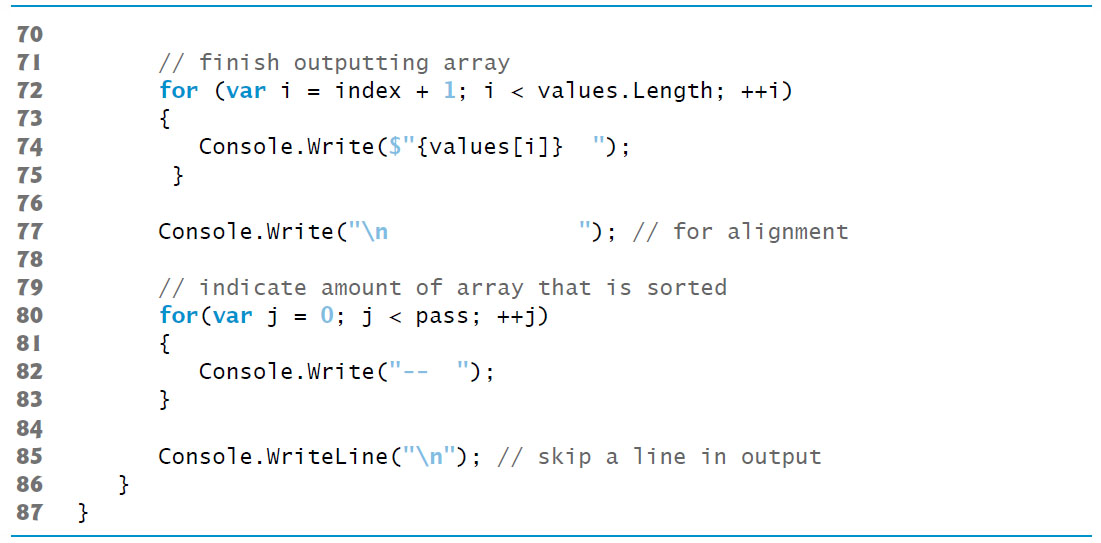 70
71 // finish outputting array
72 for (var i = index + 1; i < values.Length; ++i)
73 {
74    Console.Write($"{values[i]}  ");
75  }
76
77 Console.Write("\n              "); // for alignment
78
79 // indicate amount of array that is sorted
80 for(var j = 0; j < pass; ++j)
81 {
82    Console.Write("--  ");
83 }
84
85 Console.WriteLine("\n"); // skip a line in output
86 }
87 }